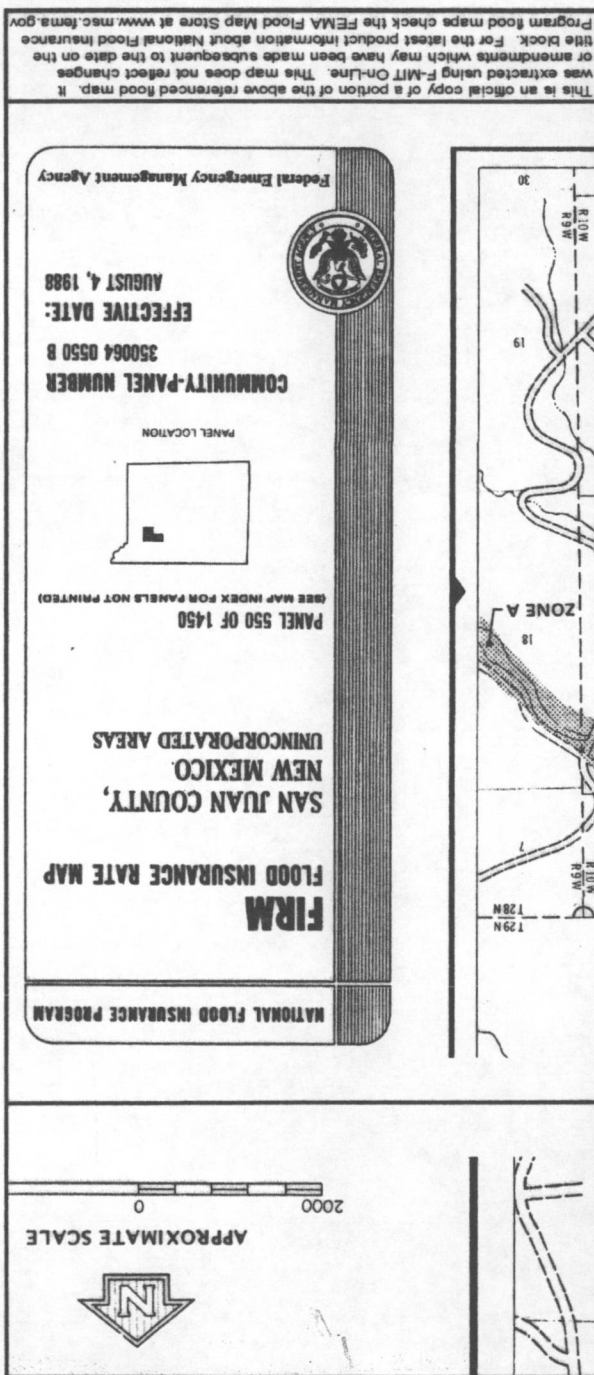 APPROXIMATE SCALE
2000
0
N
NATIONAL FLOOD INSURANCE PROGRAM
FIRM
FLOOD INSURANCE RATE MAP
SAN JUAN COUNTY,
NEW MEXICO
UNINCORPORATED AREAS
PANEL 550 OF 1450
(SEE MAP INDEX FOR PANELS NOT PRINTED)
PANEL LOCATION
COMMUNITY-PANEL NUMBER
350064 0550 B
EFFECTIVE DATE:
AUGUST 4, 1988
Federal Emergency Management Agency
T29N
T28N
R10W
R9W
7
18
ZONE A
19
R10W
R9W
30
This is an official copy of a portion of the above referenced flood map. It
was extracted using F-MIT On-Line. This map does not reflect changes
or amendments which may have been made subsequent to the date on the
title block. For the latest product information about National Flood Insurance
Program flood maps check the FEMA Flood Map Store at www.msc.fema.gov